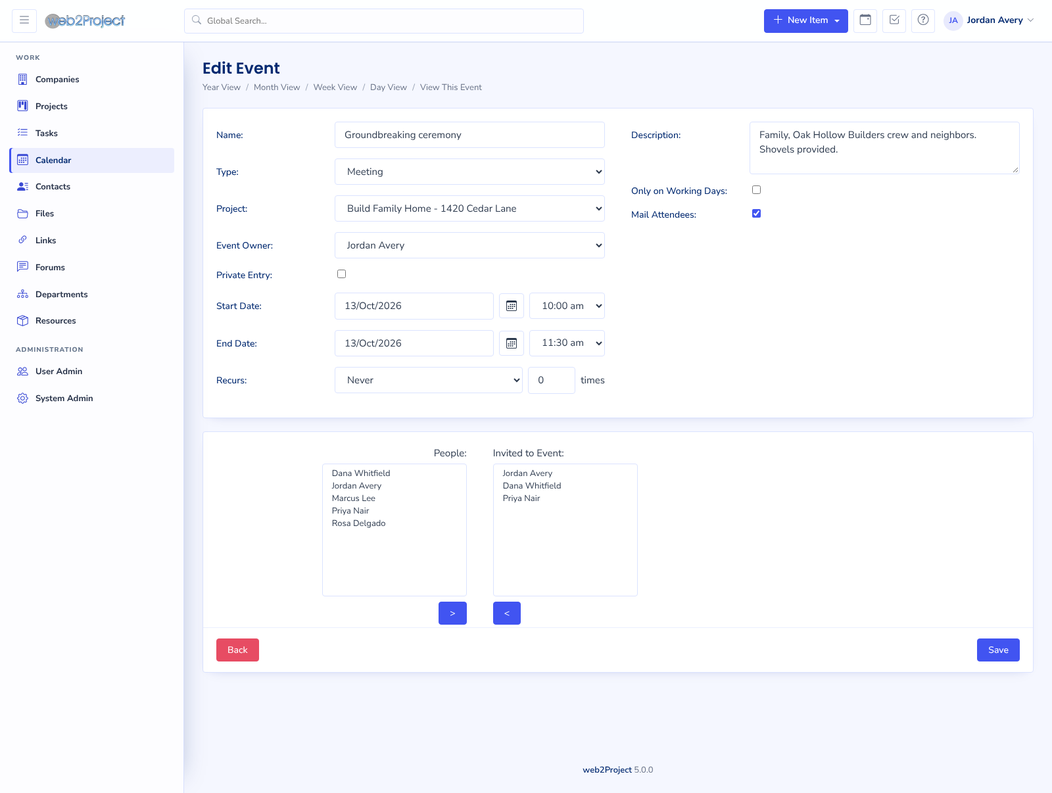 web2Project
Global Search...
New Item
JA
Jordan Avery
WORK
Companies
Projects
Tasks
Calendar
Contacts
Files
Links
Forums
Departments
Resources
ADMINISTRATION
User Admin
System Admin
Edit Event
Year View / Month View / Week View / Day View / View This Event
Name: Groundbreaking ceremony
Type: Meeting
Project: Build Family Home - 1420 Cedar Lane
Event Owner: Jordan Avery
Private Entry:
Start Date: 13/Oct/2026 10:00 am
End Date: 13/Oct/2026 11:30 am
Recurs: Never 0 times
Description: Family, Oak Hollow Builders crew and neighbors.
Shovels provided.
Only on Working Days:
Mail Attendees:
People:
Dana Whitfield
Jordan Avery
Marcus Lee
Priya Nair
Rosa Delgado
>
Invited to Event:
Jordan Avery
Dana Whitfield
Priya Nair
<
Back
Save
web2Project 5.0.0